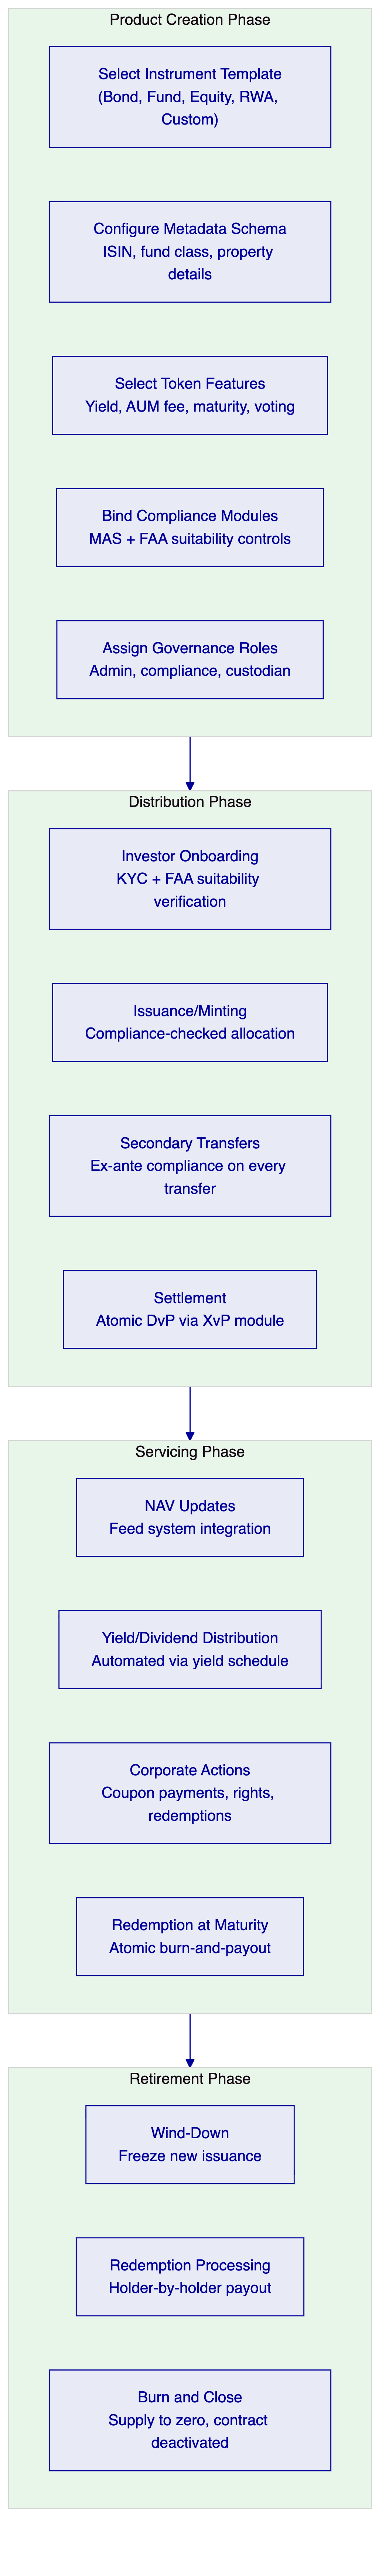 Product Creation Phase
Select Instrument Template
(Bond, Fund, Equity, RWA,
Custom)
Configure Metadata Schema
ISIN, fund class, property
details
Select Token Features
Yield, AUM fee, maturity, voting
Bind Compliance Modules
MAS + FAA suitability controls
Assign Governance Roles
Admin, compliance, custodian
Distribution Phase
Investor Onboarding
KYC + FAA suitability
verification
Issuance/Minting
Compliance-checked allocation
Secondary Transfers
Ex-ante compliance on every
transfer
Settlement
Atomic DvP via XvP module
Servicing Phase
NAV Updates
Feed system integration
Yield/Dividend Distribution
Automated via yield schedule
Corporate Actions
Coupon payments, rights,
redemptions
Redemption at Maturity
Atomic burn-and-payout
Retirement Phase
Wind-Down
Freeze new issuance
Redemption Processing
Holder-by-holder payout
Burn and Close
Supply to zero, contract
deactivated